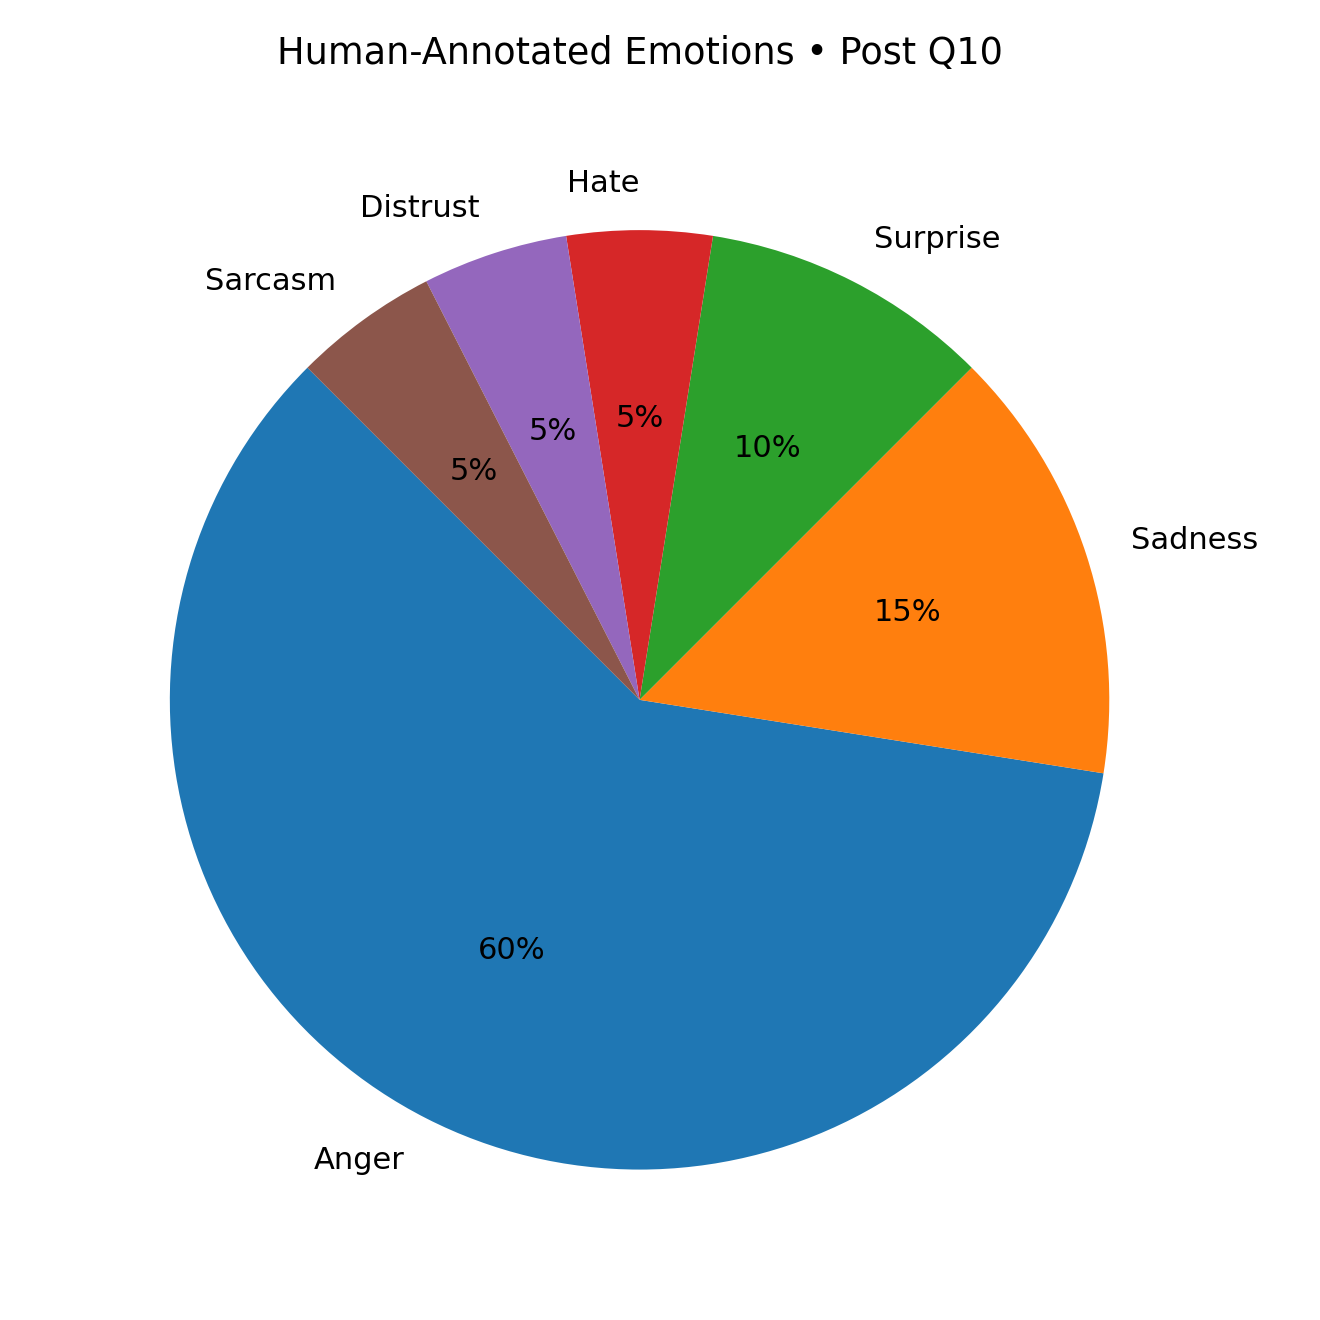 Human-Annotated Emotions • Post Q10
Hate
Distrust
Surprise
Sarcasm
5%
5%
10%
5%
Sadness
15%
60%
Anger